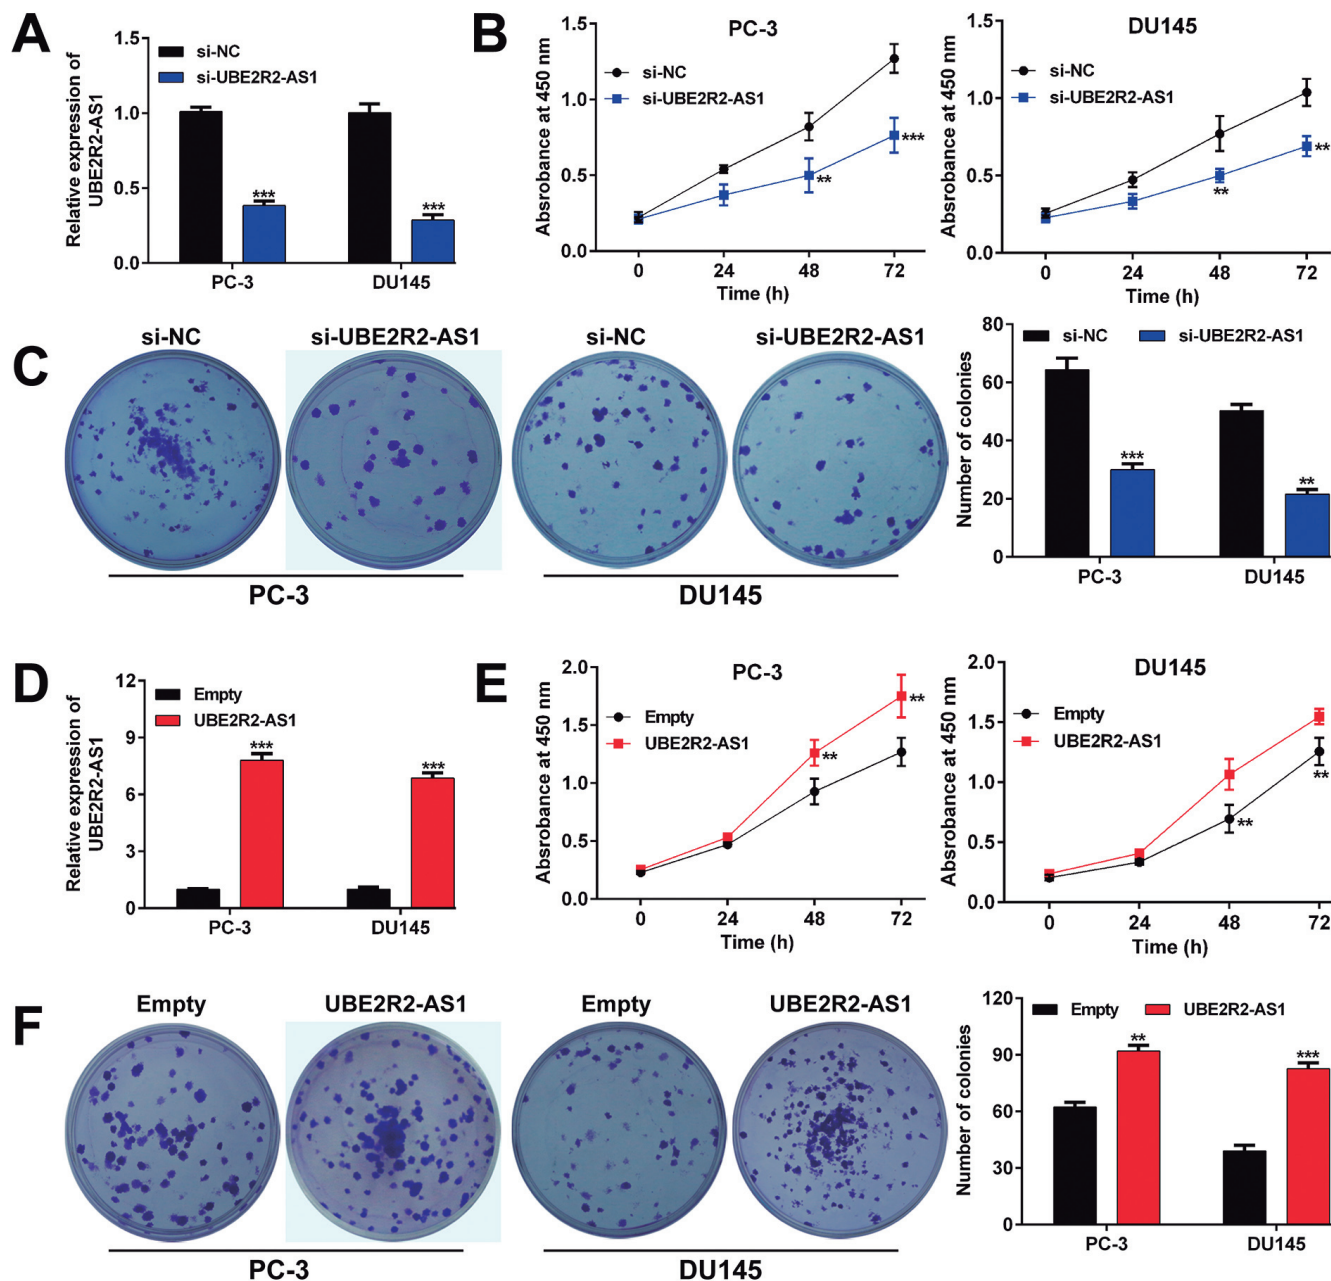 A
1.5
1.0
0.5
0.0
Relative expression of
UBE2R2-AS1
si-NC
si-UBE2R2-AS1
***
***
PC-3
DU145
B
PC-3
1.5
1.0
0.5
0.0
Absrobance at 450 nm
si-NC
si-UBE2R2-AS1
**
***
0
24
48
72
Time (h)
DU145
1.5
1.0
0.5
0.0
Absrobance at 450 nm
si-NC
si-UBE2R2-AS1
**
**
0
24
48
72
Time (h)
C
si-NC
si-UBE2R2-AS1
si-NC
si-UBE2R2-AS1
PC-3
DU145
80
60
40
20
0
Number of colonies
si-NC
si-UBE2R2-AS1
***
**
PC-3
DU145
D
12
9
6
3
0
Relative expression of
UBE2R2-AS1
Empty
UBE2R2-AS1
***
***
PC-3
DU145
E
PC-3
2.0
1.5
1.0
0.5
0.0
Absrobance at 450 nm
Empty
UBE2R2-AS1
**
**
0
24
48
72
Time (h)
DU145
2.0
1.5
1.0
0.5
0.0
Absrobance at 450 nm
Empty
UBE2R2-AS1
**
**
0
24
48
72
Time (h)
F
Empty
UBE2R2-AS1
Empty
UBE2R2-AS1
PC-3
DU145
120
90
60
30
0
Number of colonies
Empty
UBE2R2-AS1
**
***
PC-3
DU145